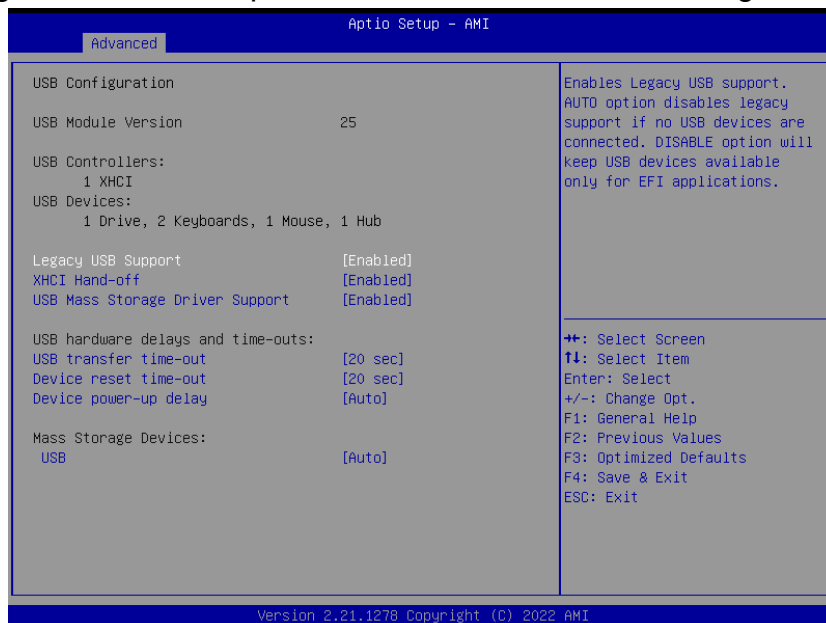 Aptio Setup – AMI
Advanced
USB Configuration
USB Module Version 25
USB Controllers:
1 XHCI
USB Devices:
1 Drive, 2 Keyboards, 1 Mouse, 1 Hub
Legacy USB Support [Enabled]
XHCI Hand-off [Enabled]
USB Mass Storage Driver Support [Enabled]
USB hardware delays and time-outs:
USB transfer time-out [20 sec]
Device reset time-out [20 sec]
Device power-up delay [Auto]
Mass Storage Devices:
USB [Auto]
Enables Legacy USB support.
AUTO option disables legacy
support if no USB devices are
connected. DISABLE option will
keep USB devices available
only for EFI applications.
→←: Select Screen
↑↓: Select Item
Enter: Select
+/-: Change Opt.
F1: General Help
F2: Previous Values
F3: Optimized Defaults
F4: Save & Exit
ESC: Exit
Version 2.21.1278 Copyright (C) 2022 AMI